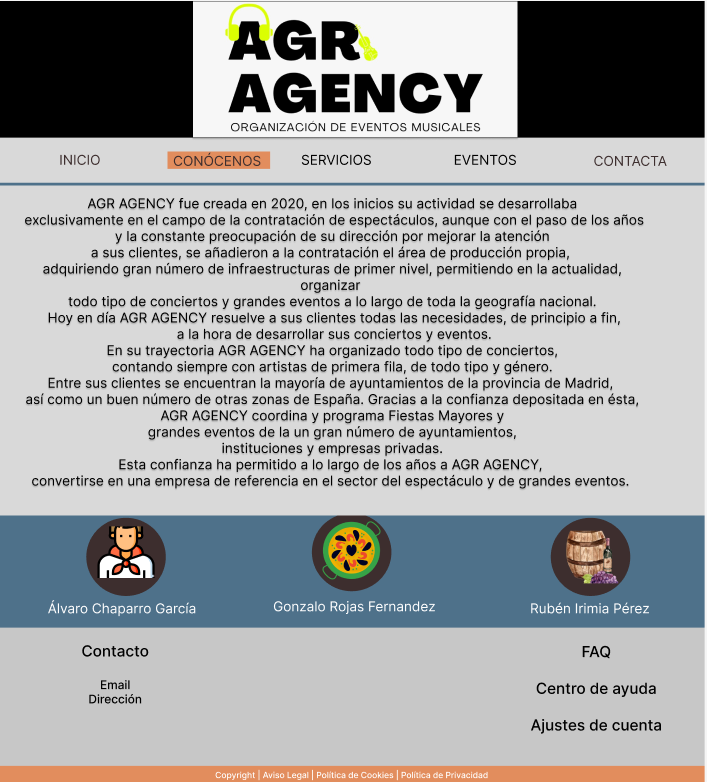 AGR
AGENCY
ORGANIZACIÓN DE EVENTOS MUSICALES
INICIO CONÓCENOS SERVICIOS EVENTOS CONTACTA
AGR AGENCY fue creada en 2020, en los inicios su actividad se desarrollaba
exclusivamente en el campo de la contratación de espectáculos, aunque con el paso de los años
y la constante preocupación de su dirección por mejorar la atención
a sus clientes, se añadieron a la contratación el área de producción propia,
adquiriendo gran número de infraestructuras de primer nivel, permitiendo en la actualidad,
organizar
todo tipo de conciertos y grandes eventos a lo largo de toda la geografía nacional.
Hoy en día AGR AGENCY resuelve a sus clientes todas las necesidades, de principio a fin,
a la hora de desarrollar sus conciertos y eventos.
En su trayectoria AGR AGENCY ha organizado todo tipo de conciertos,
contando siempre con artistas de primera fila, de todo tipo y género.
Entre sus clientes se encuentran la mayoría de ayuntamientos de la provincia de Madrid,
así como un buen número de otras zonas de España. Gracias a la confianza depositada en ésta,
AGR AGENCY coordina y programa Fiestas Mayores y
grandes eventos de la un gran número de ayuntamientos,
instituciones y empresas privadas.
Esta confianza ha permitido a lo largo de los años a AGR AGENCY,
convertirse en una empresa de referencia en el sector del espectáculo y de grandes eventos.
Álvaro Chaparro García Gonzalo Rojas Fernandez Rubén Irimia Pérez
Contacto
Email
Dirección
FAQ
Centro de ayuda
Ajustes de cuenta
Copyright | Aviso Legal | Política de Cookies | Política de Privacidad